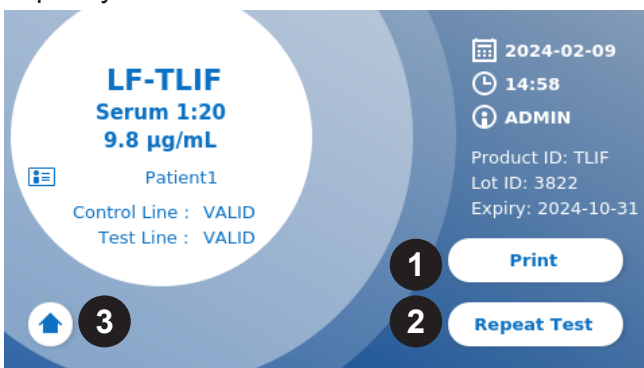 LF-TLIF
Serum 1:20
9.8 µg/mL
Patient1
Control Line : VALID
Test Line : VALID
2024-02-09
14:58
ADMIN
Product ID: TLIF
Lot ID: 3822
Expiry: 2024-10-31
1
Print
2
Repeat Test
3